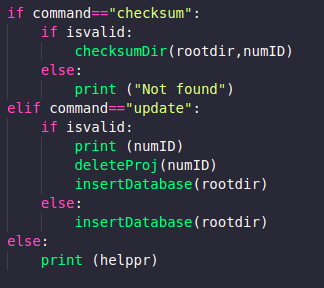 if command=="checksum":
    if isvalid:
        checksumDir(rootdir,numID)
    else:
        print ("Not found")
elif command=="update":
    if isvalid:
        print (numID)
        deleteProj(numID)
        insertDatabase(rootdir)
    else:
        insertDatabase(rootdir)
else:
    print (helppr)